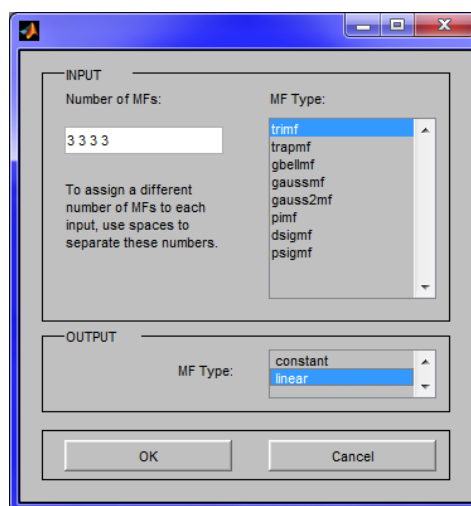 INPUT
Number of MFs:
3 3 3 3
To assign a different
number of MFs to each
input, use spaces to
separate these numbers.
MF Type:
trimf
trapmf
gbellmf
gaussmf
gauss2mf
pimf
dsigmf
psigmf
OUTPUT
MF Type:
constant
linear
OK
Cancel